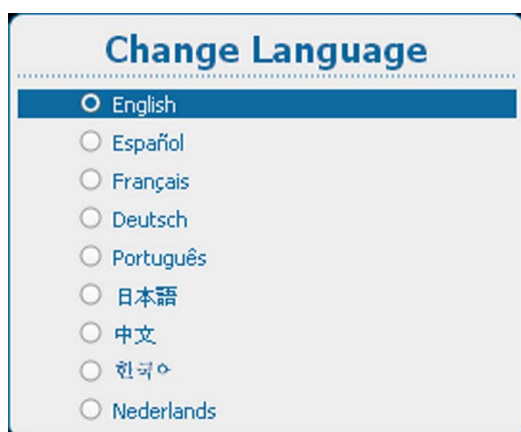 Change Language
English
Español
Français
Deutsch
Português
日本語
中文
한국어
Nederlands